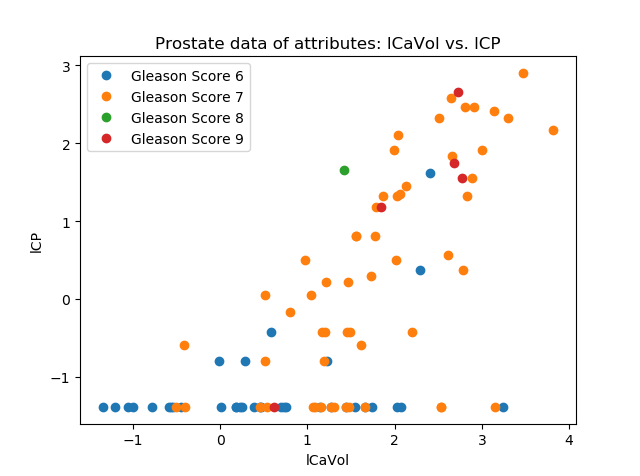 Prostate data of attributes: lCaVol vs. lCP
Gleason Score 6
Gleason Score 7
Gleason Score 8
Gleason Score 9
3
2
1
0
−1
lCP
−1 0 1 2 3 4
lCaVol